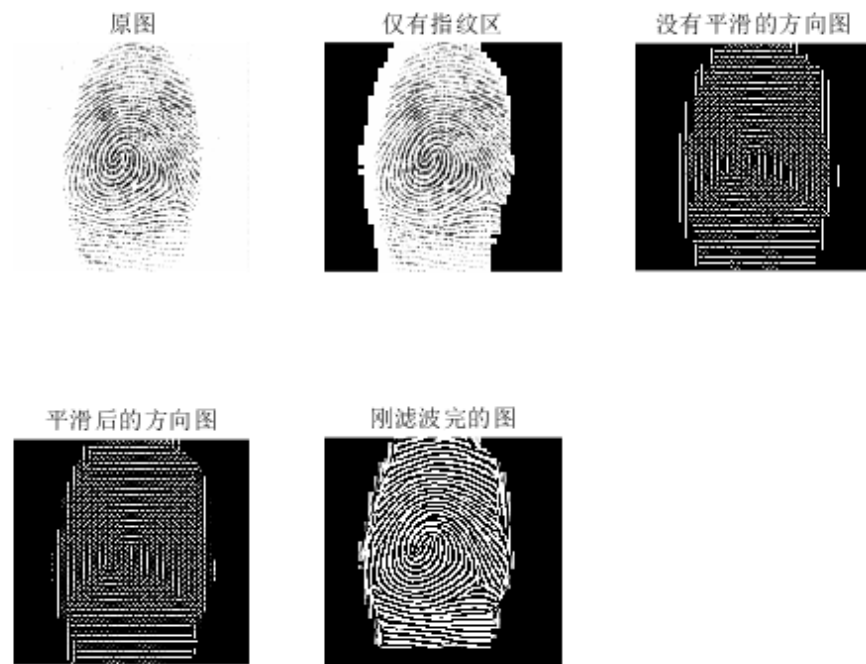 原图
仅有指纹区
没有平滑的方向图
平滑后的方向图
刚滤波完的图